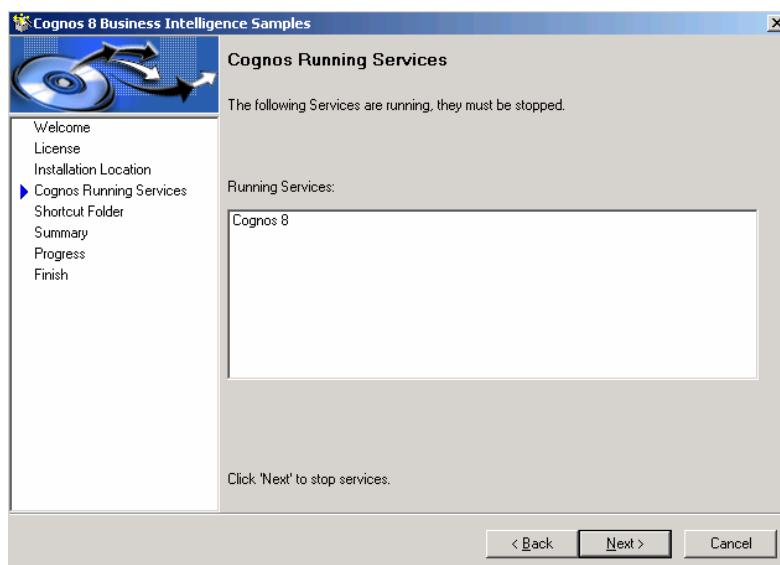 Cognos 8 Business Intelligence Samples
Cognos Running Services
The following Services are running, they must be stopped.
Welcome
License
Installation Location
Cognos Running Services
Shortcut Folder
Summary
Progress
Finish
Running Services:
Cognos 8
Click 'Next' to stop services.
< Back
Next >
Cancel